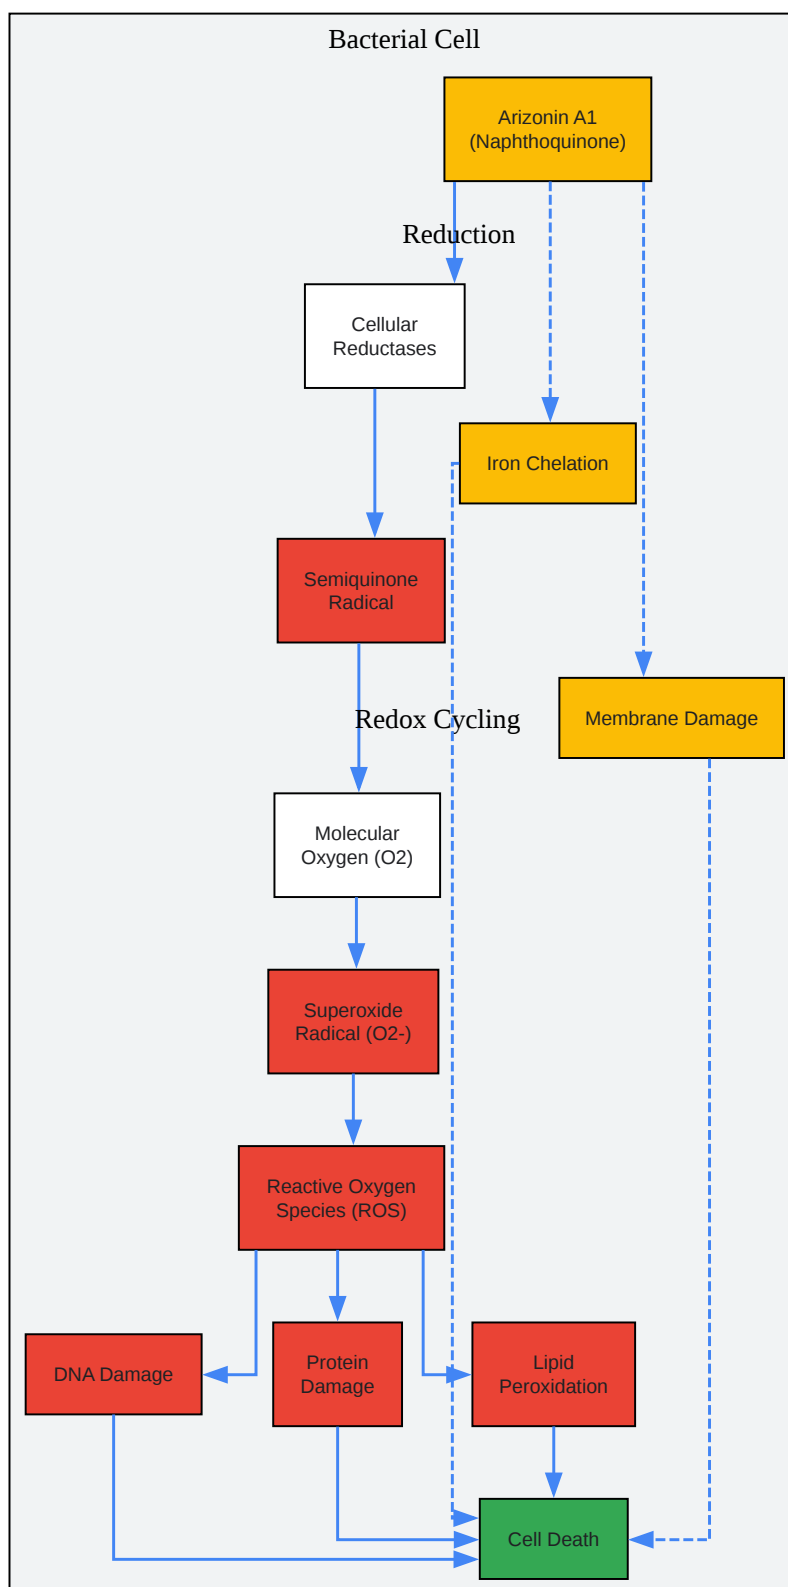 Bacterial Cell
Arizonin A1
(Naphthoquinone)
Reduction
Cellular
Reductases
Iron Chelation
Semiquinone
Radical
Membrane Damage
Redox Cycling
Molecular
Oxygen (O2)
Superoxide
Radical (O2-)
Reactive Oxygen
Species (ROS)
DNA Damage
Protein
Damage
Lipid
Peroxidation
Cell Death